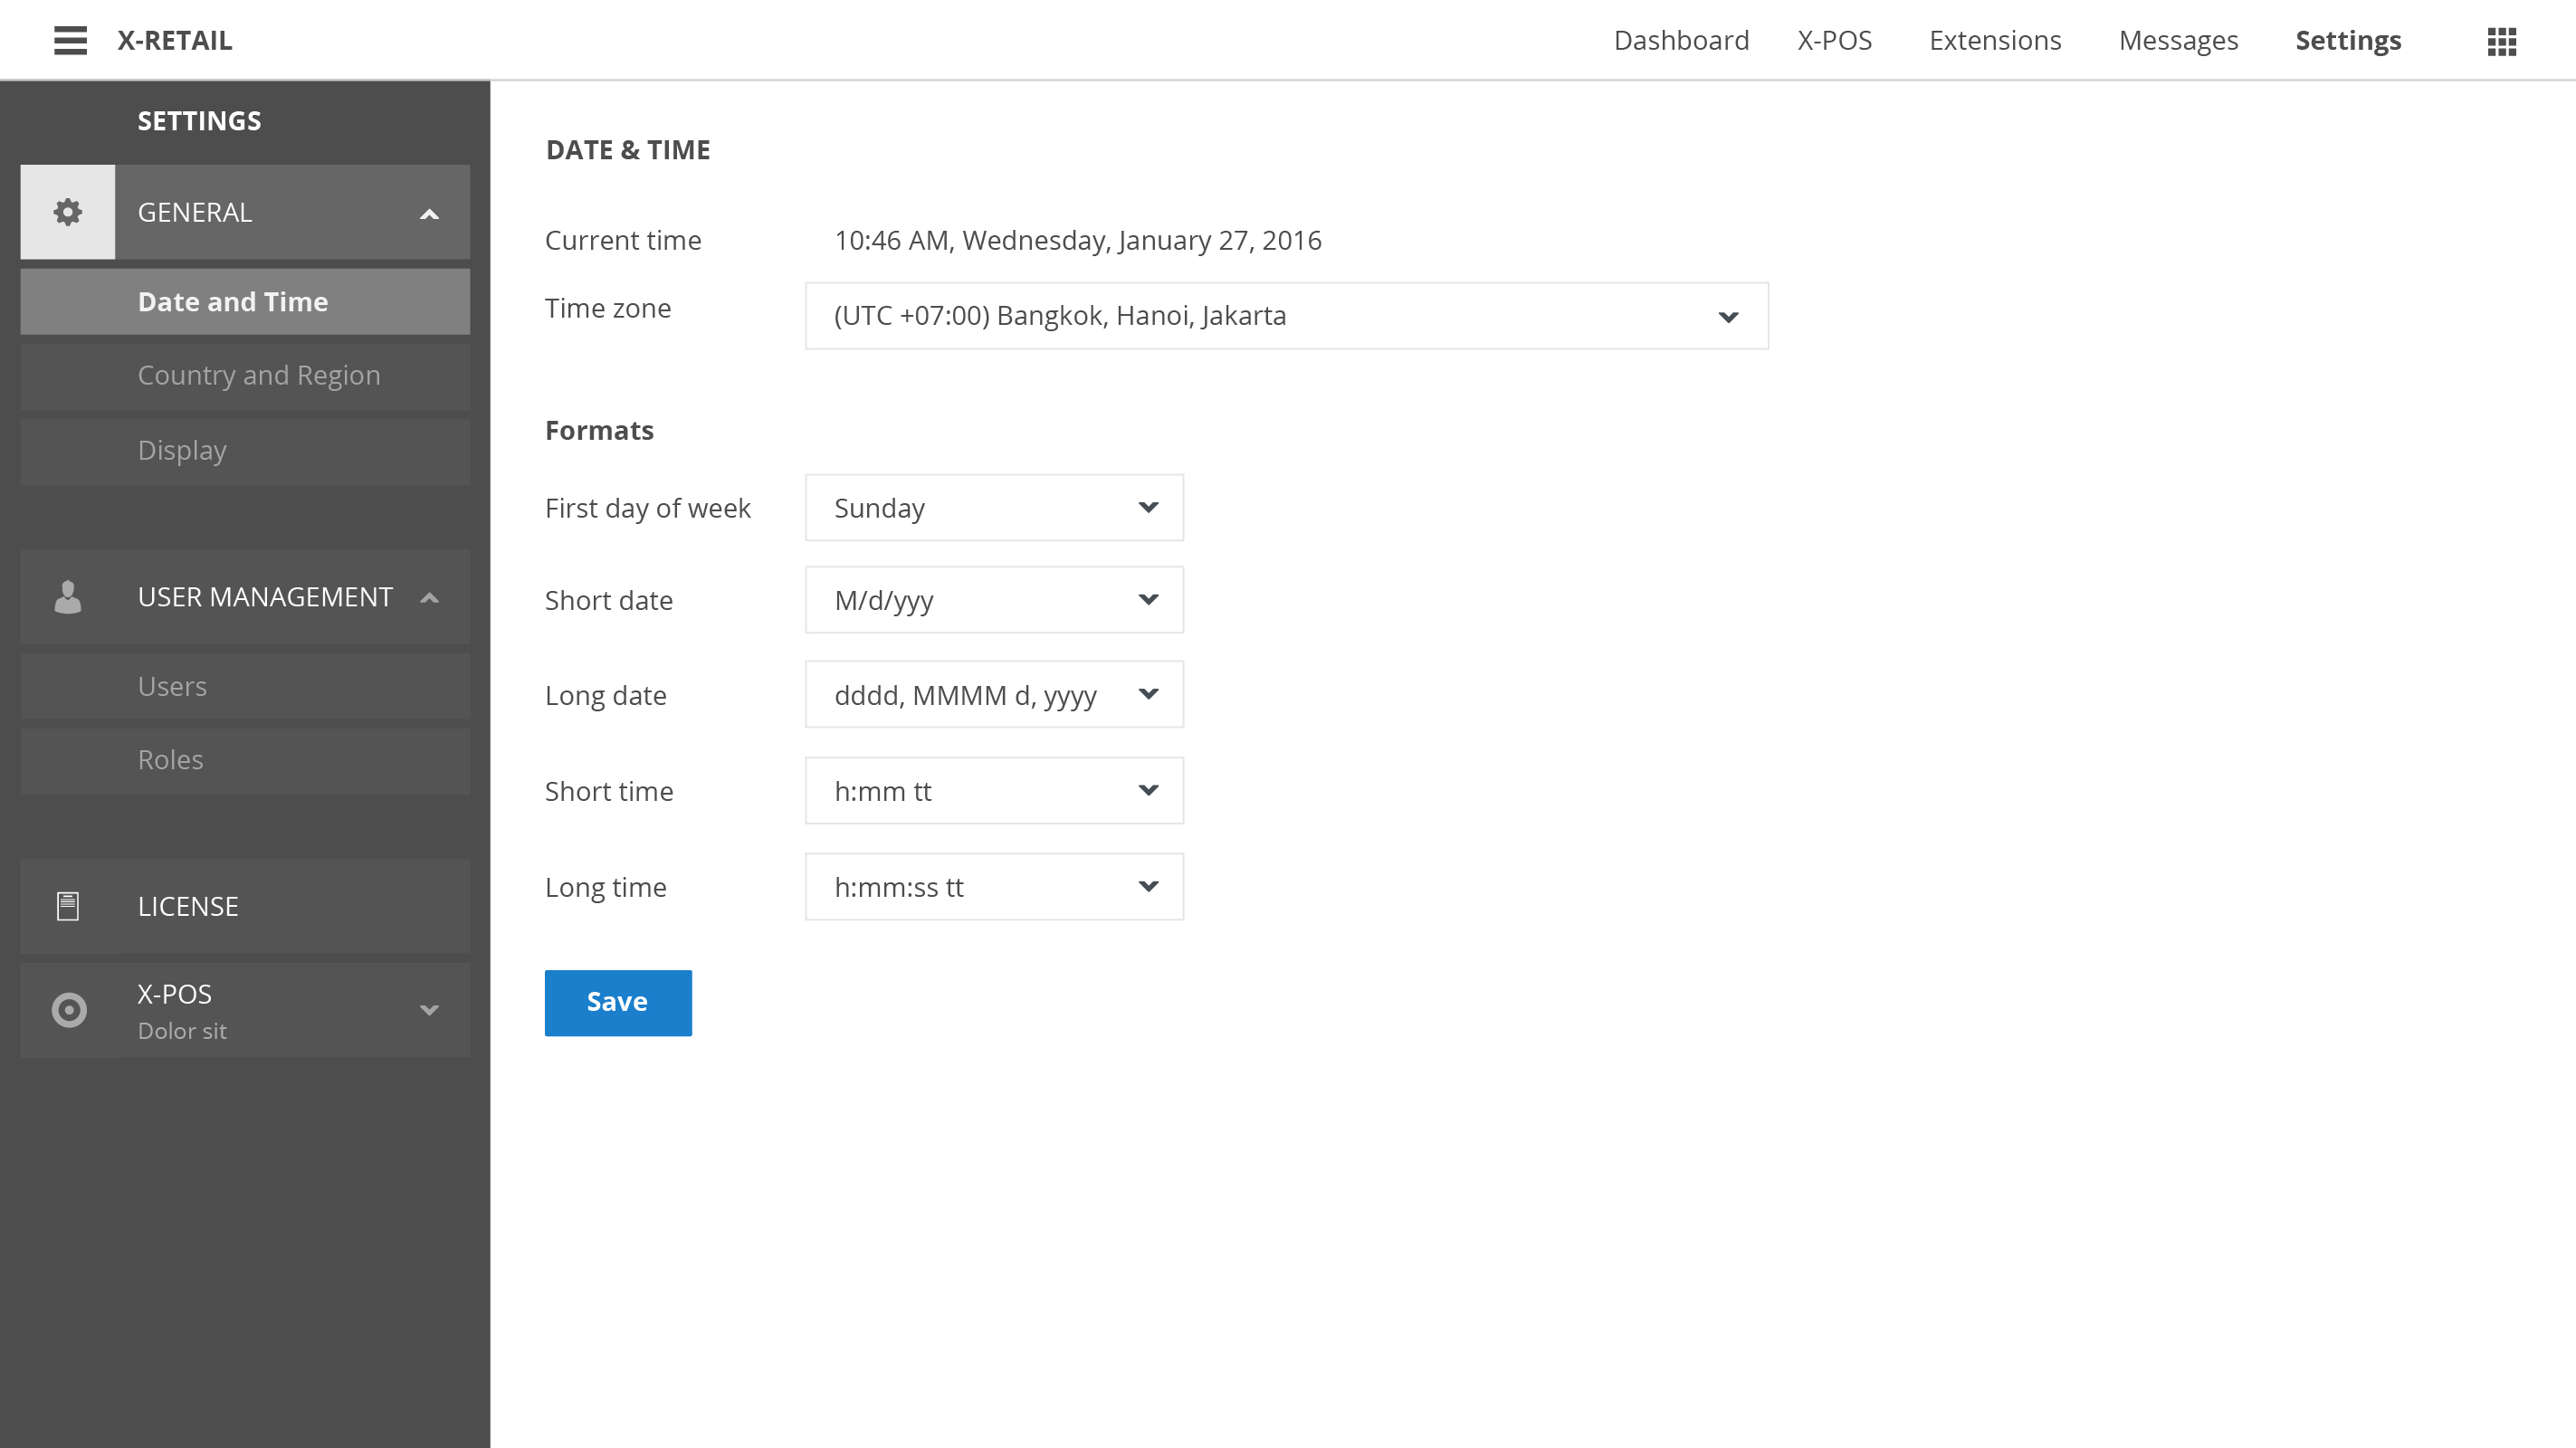 X-RETAIL
Dashboard X-POS Extensions Messages Settings
SETTINGS
GENERAL
Date and Time
Country and Region
Display
USER MANAGEMENT
Users
Roles
LICENSE
X-POS
Dolor sit
DATE & TIME
Current time 10:46 AM, Wednesday, January 27, 2016
Time zone (UTC +07:00) Bangkok, Hanoi, Jakarta
Formats
First day of week Sunday
Short date M/d/yyy
Long date dddd, MMMM d, yyyy
Short time h:mm tt
Long time h:mm:ss tt
Save